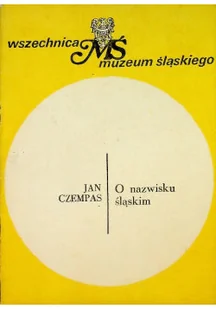 wszechnica
MŚ
muzeum śląskiego
JAN
CZEMPAS
O nazwisku
śląskim